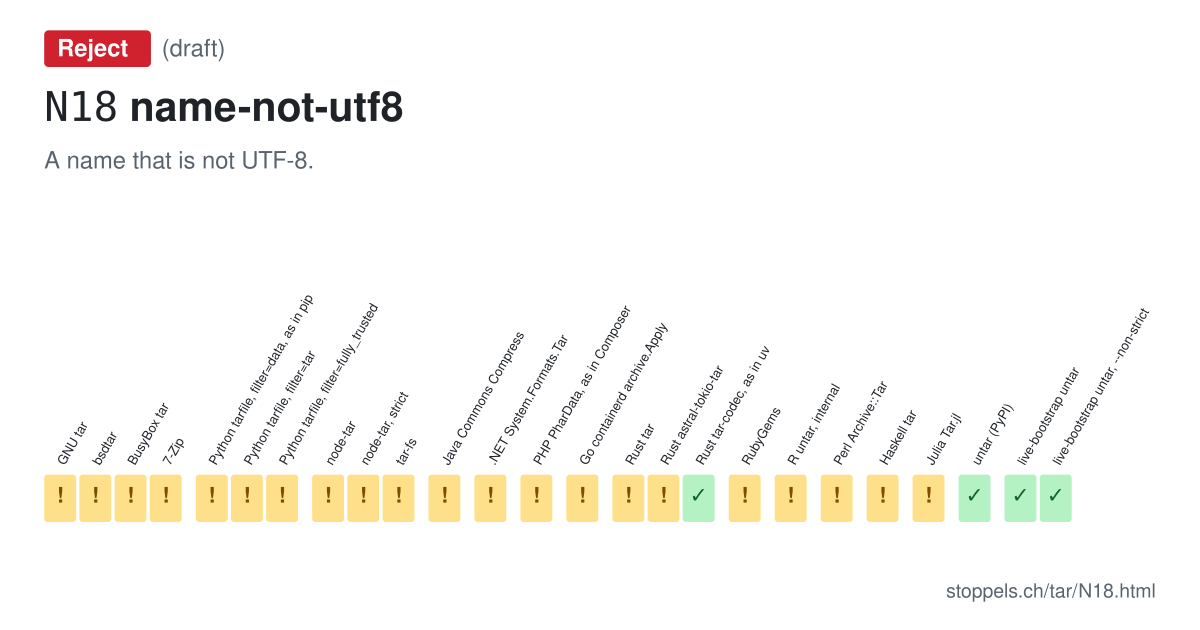 Reject (draft)
N18 name-not-utf8
A name that is not UTF-8.
GNU tar
bsdtar
BusyBox tar
7-Zip
Python tarfile, filter=data, as in pip
Python tarfile, filter=tar
Python tarfile, filter=fully_trusted
node-tar
node-tar, strict
tar-fs
Java Commons Compress
.NET System.Formats.Tar
PHP PharData, as in Composer
Go containerd archive.Apply
Rust tar
Rust astral-tokio-tar
Rust tar-codec, as in uv
RubyGems
R untar, internal
Perl Archive::Tar
Haskell tar
Julia Tar.jl
untar (PyPI)
live-bootstrap untar
live-bootstrap untar, --non-strict
! ! ! ! ! ! ! ! ! ! ! ! ! ! ! ! ✓ ! ! ! ! ! ✓ ✓ ✓
stoppels.ch/tar/N18.html